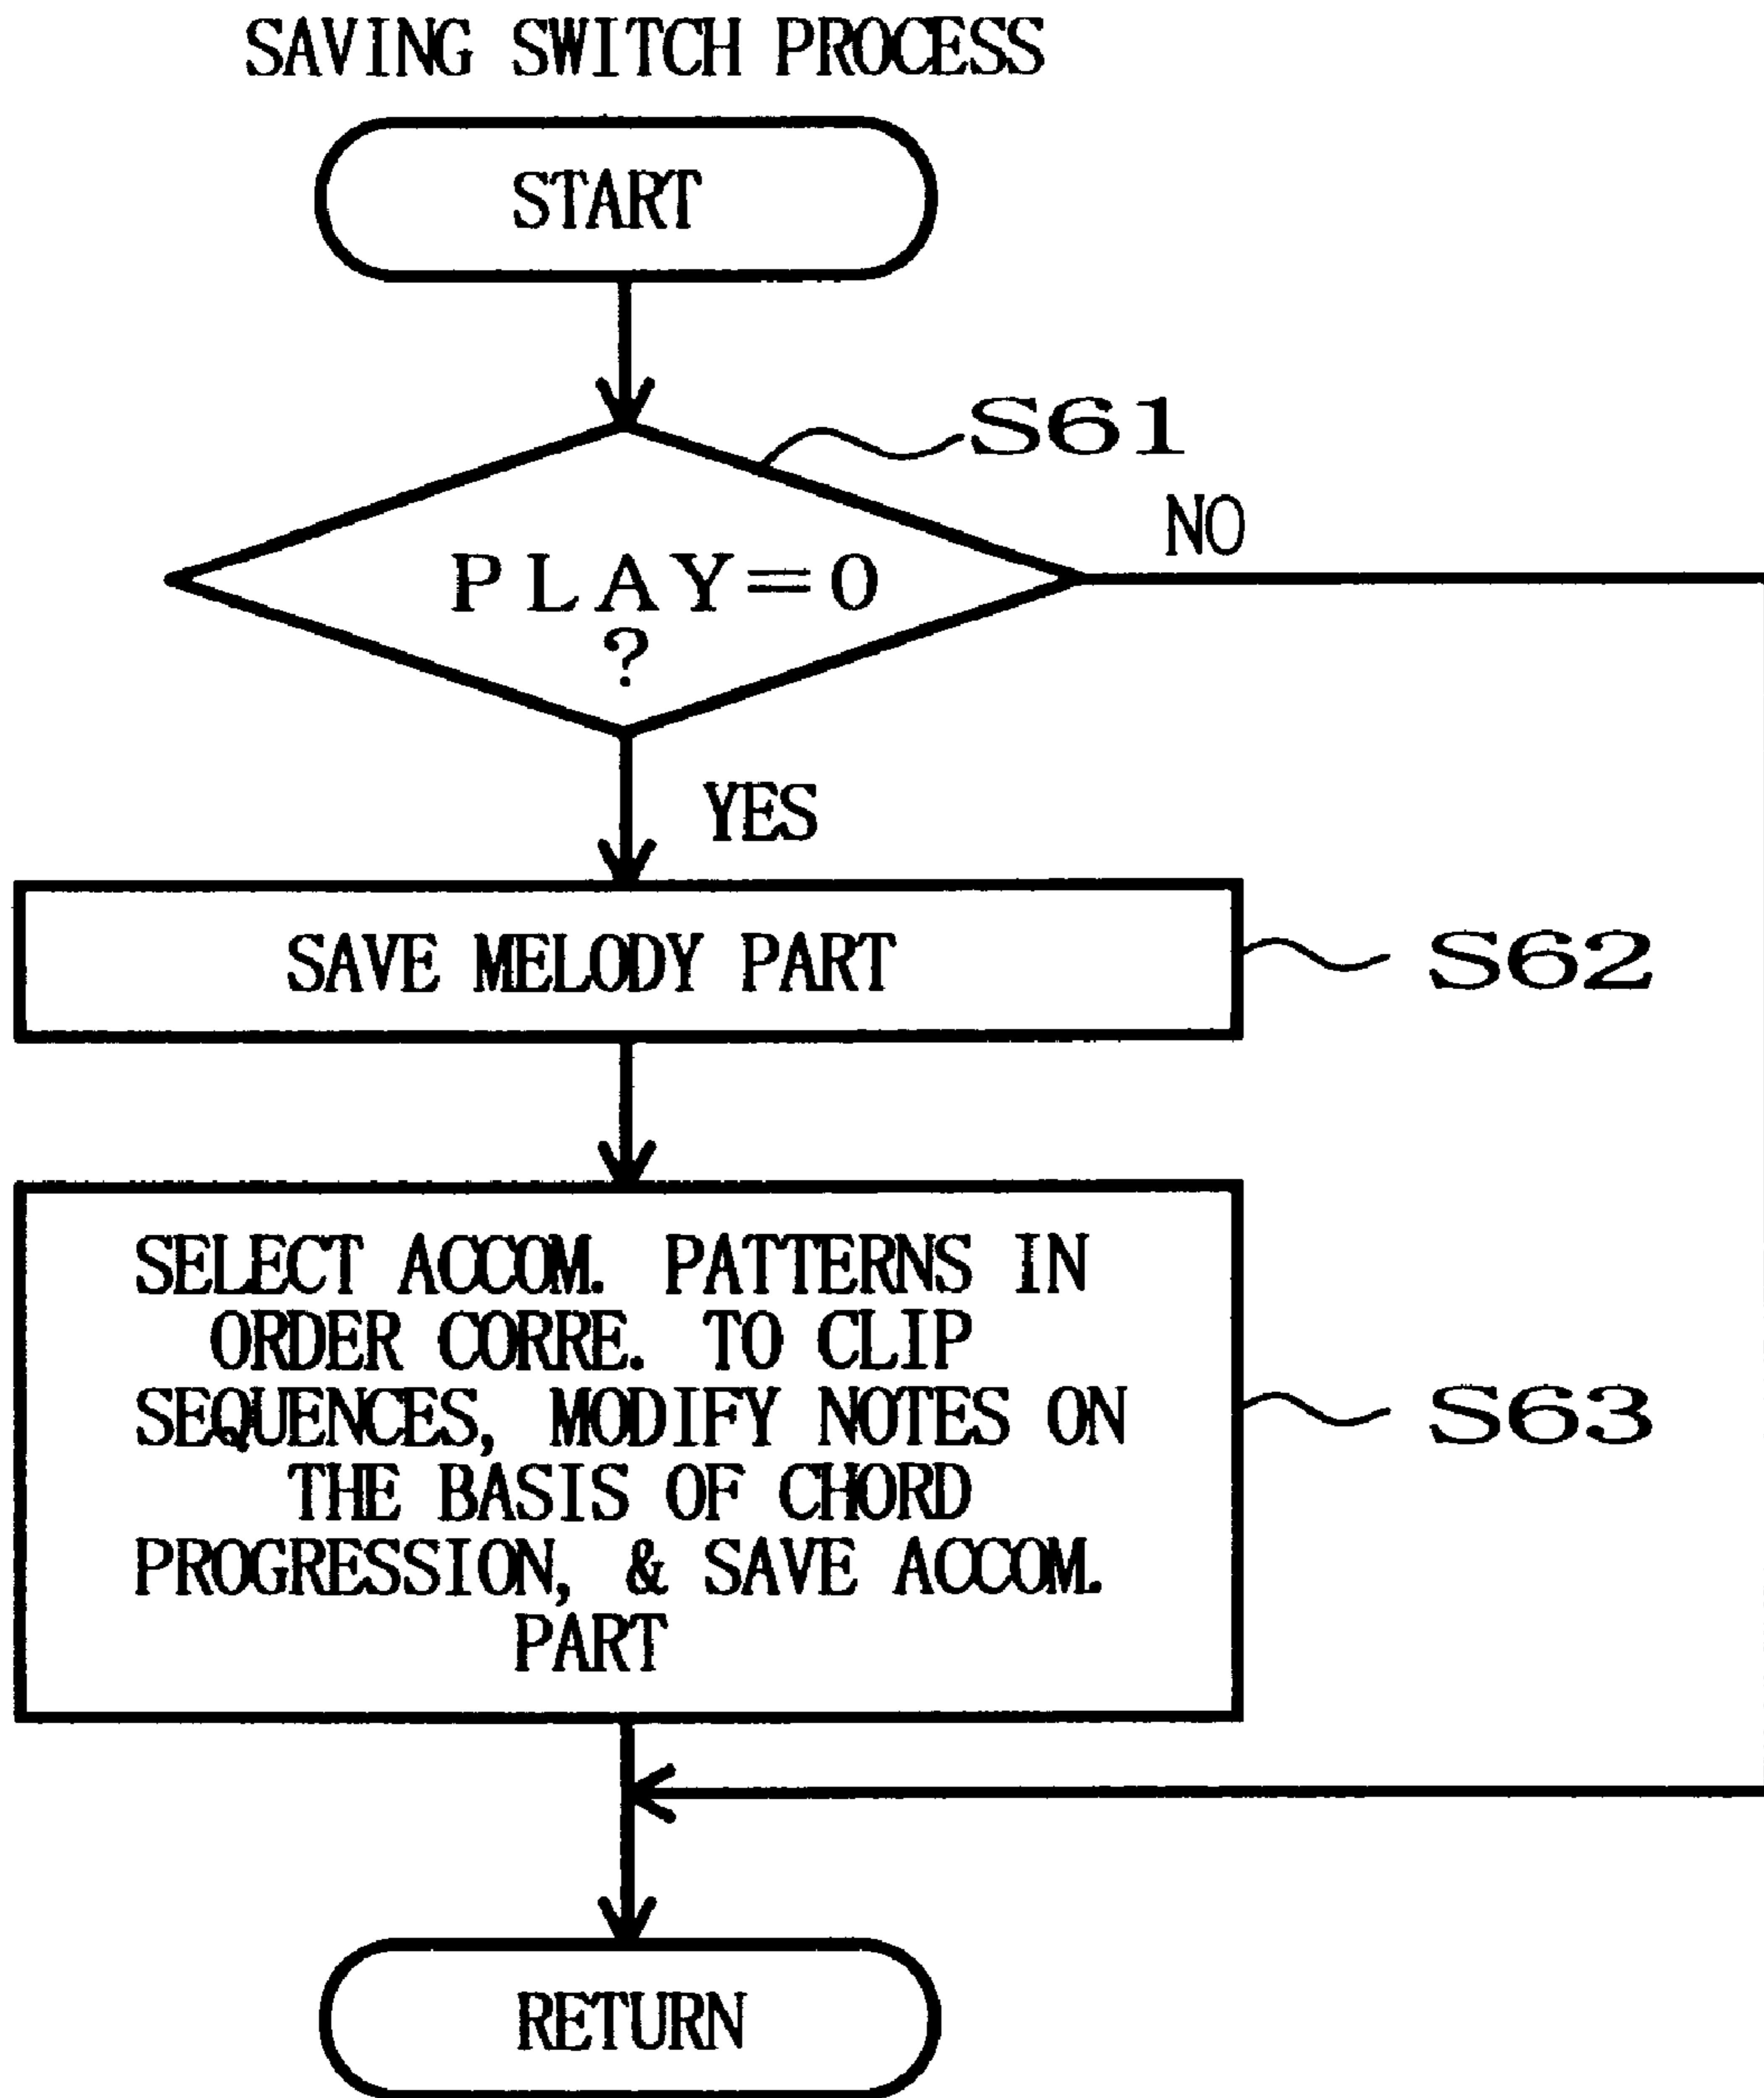 SAVING SWITCH PROCESS
START
S61
NO
PLAY=0
?
YES
SAVE MELODY PART
S62
SELECT ACCOM. PATTERNS IN
ORDER CORRE. TO CLIP
SEQUENCES, MODIFY NOTES ON
THE BASIS OF CHORD
PROGRESSION, & SAVE ACCOM.
PART
S63
RETURN